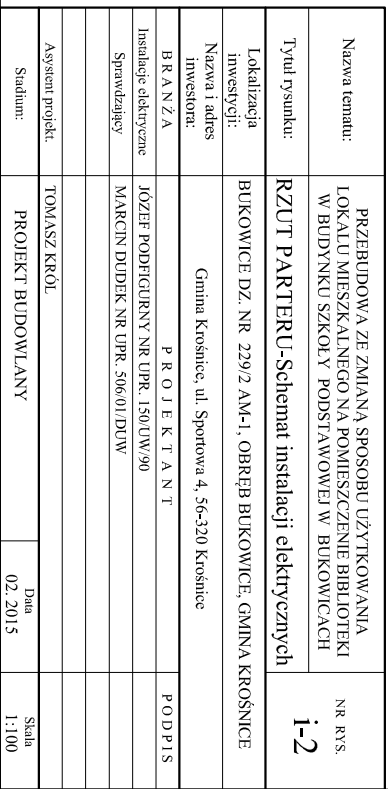 Nazwa tematu:
PRZEBUDOWA ZE ZMIANĄ SPOSOBU UŻYTKOWANIA
LOKALU MIESZKALNEGO NA POMIESZCZENIE BIBLIOTEKI
W BUDYNKU SZKOŁY PODSTAWOWEJ W BUKOWICACH
NR RYS.
i-2
Tytuł rysunku:
RZUT PARTERU-Schemat instalacji elektrycznych
Lokalizacja
inwestycji:
BUKOWICE DZ. NR 229/2 AM-1, OBRĘB BUKOWICE, GMINA KROŚNICE
Nazwa i adres
inwestora:
Gmina Krośnice, ul. Sportowa 4, 56-320 Krośnice
BRANŻA
PROJEKTANT
PODPIS
Instalacje elektryczne
JÓZEF PODFIGURNY NR UPR. 150/UW/90
Sprawdzający
MARCIN DUDEK NR UPR. 506/01/DUW
Asystent projekt.
TOMASZ KRÓL
Stadium:
PROJEKT BUDOWLANY
Data
02. 2015
Skala
1:100